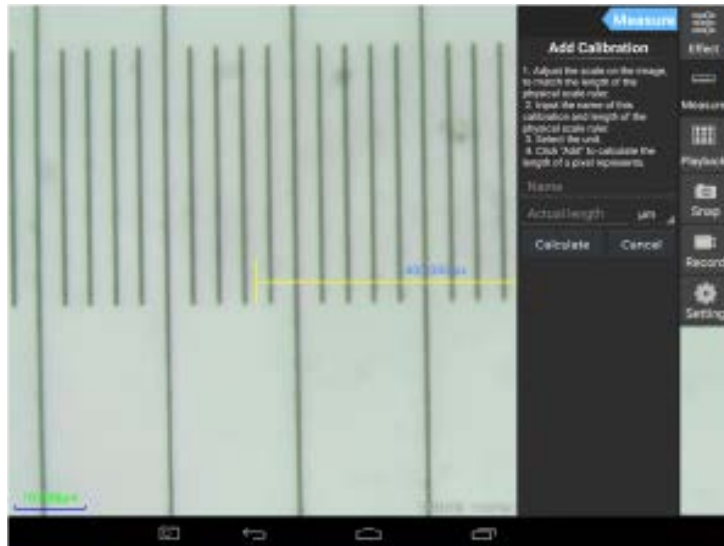 Measure
Add Calibration
1. Adjust the scale on the image,
to match the length of the
physical scale ruler.
2. Input the name of this
calibration and length of the
physical scale ruler.
3. Select the unit.
4. Click "Add" to calculate the
length of a pixel represents.
Name
Actual length µm
Calculate Cancel
Effect
Measure
Playback
Snap
Record
Setting